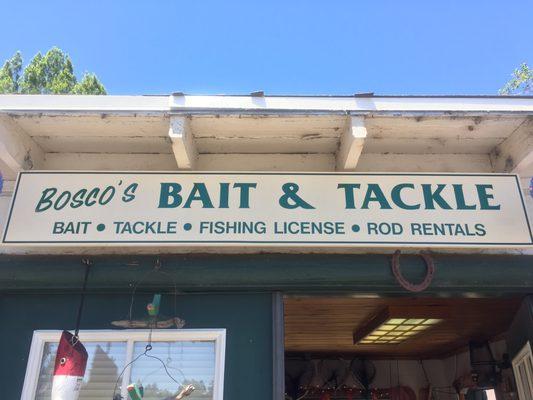 Bosco's BAIT & TACKLE
BAIT • TACKLE • FISHING LICENSE • ROD RENTALS